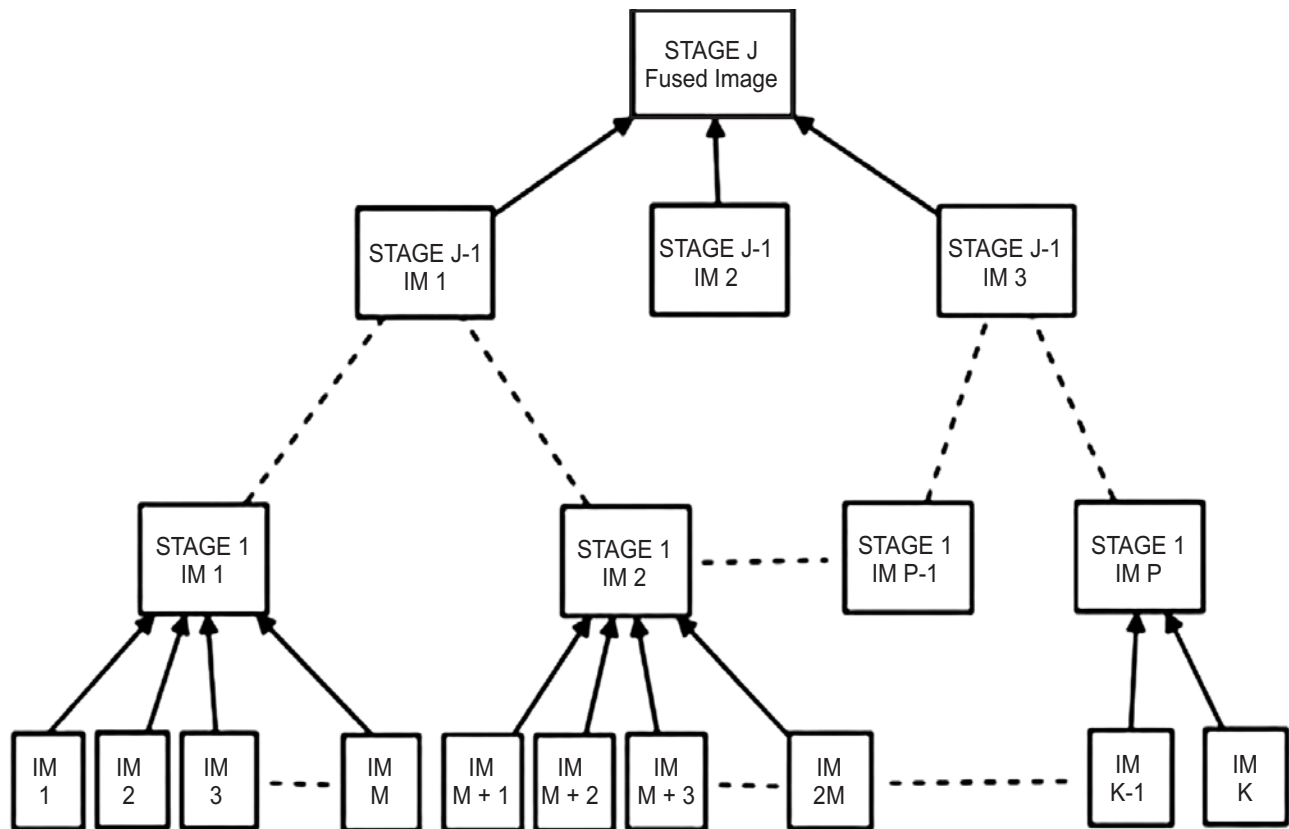 STAGE J
Fused Image
STAGE J-1
IM 1
STAGE J-1
IM 2
STAGE J-1
IM 3
STAGE 1
IM 1
STAGE 1
IM 2
STAGE 1
IM P-1
STAGE 1
IM P
IM
1
IM
2
IM
3
IM
M
IM
M + 1
IM
M + 2
IM
M + 3
IM
2M
IM
K-1
IM
K